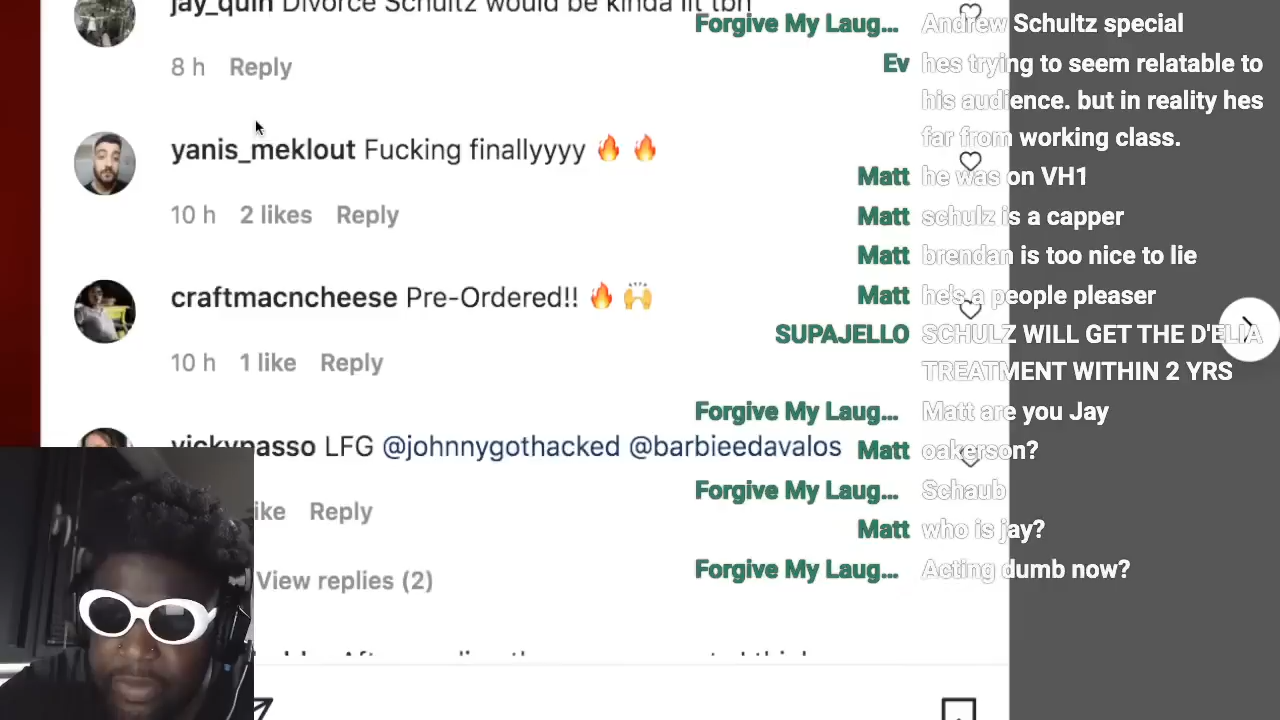 jay_quin Divorce Schultz would be kinda lit tbh
8 h Reply
yanis_meklout Fucking finallyyyy 🔥 🔥
10 h 2 likes Reply
craftmacncheese Pre-Ordered!! 🔥 🙌
10 h 1 like Reply
vickypasso LFG @johnnygothacked @barbieedavalos
like Reply
View replies (2)
Forgive My Laug... Andrew Schultz special
Ev hes trying to seem relatable to
his audience. but in reality hes
far from working class.
Matt he was on VH1
Matt schulz is a capper
Matt brendan is too nice to lie
Matt he's a people pleaser
SUPAJELLO SCHULZ WILL GET THE D'ELIA
TREATMENT WITHIN 2 YRS
Forgive My Laug... Matt are you Jay
Matt oakerson?
Forgive My Laug... Schaub
Matt who is jay?
Forgive My Laug... Acting dumb now?